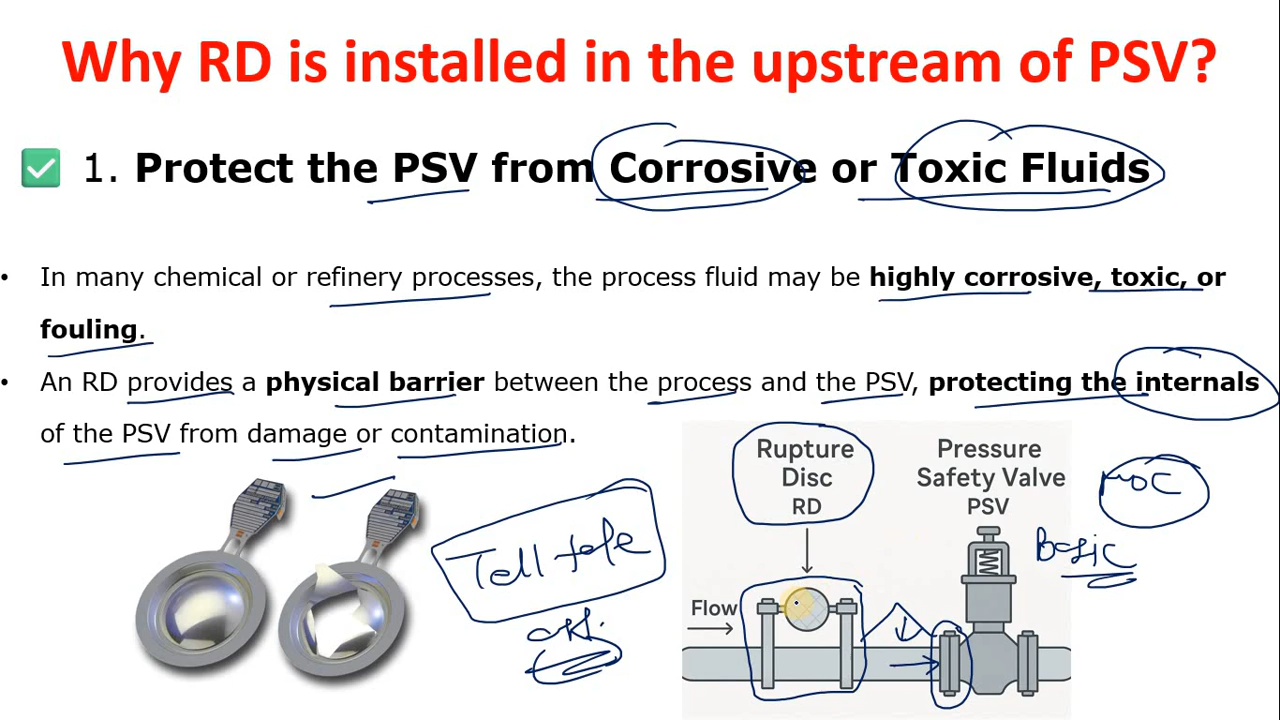 Why RD is installed in the upstream of PSV?
1. Protect the PSV from Corrosive or Toxic Fluids
• In many chemical or refinery processes, the process fluid may be highly corrosive, toxic, or
fouling.
• An RD provides a physical barrier between the process and the PSV, protecting the internals
of the PSV from damage or contamination.
Rupture
Disc
RD
Pressure
Safety Valve
PSV
MOC
Basic
Tell tale
Flow